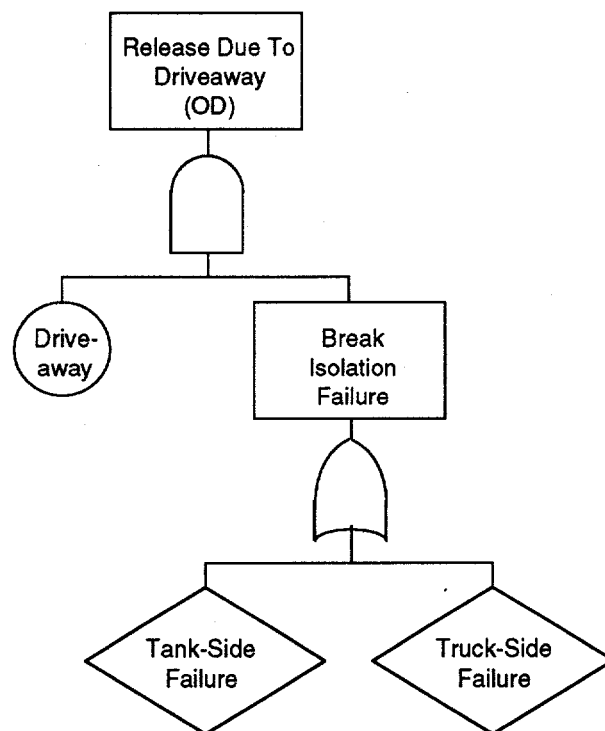 Release Due To
Driveaway
(OD)
Drive-
away
Break
Isolation
Failure
Tank-Side
Failure
Truck-Side
Failure